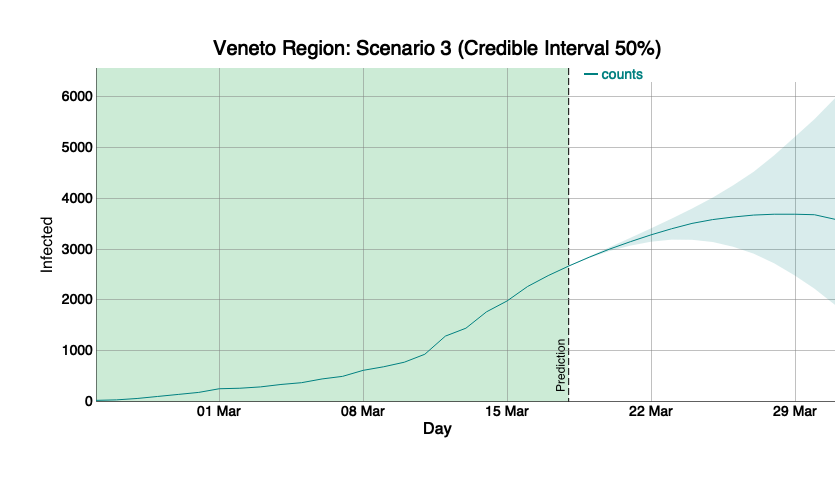 Veneto Region: Scenario 3 (Credible Interval 50%)
counts
6000
5000
4000
3000
2000
1000
0
Infected
Prediction
01 Mar
08 Mar
15 Mar
22 Mar
29 Mar
Day